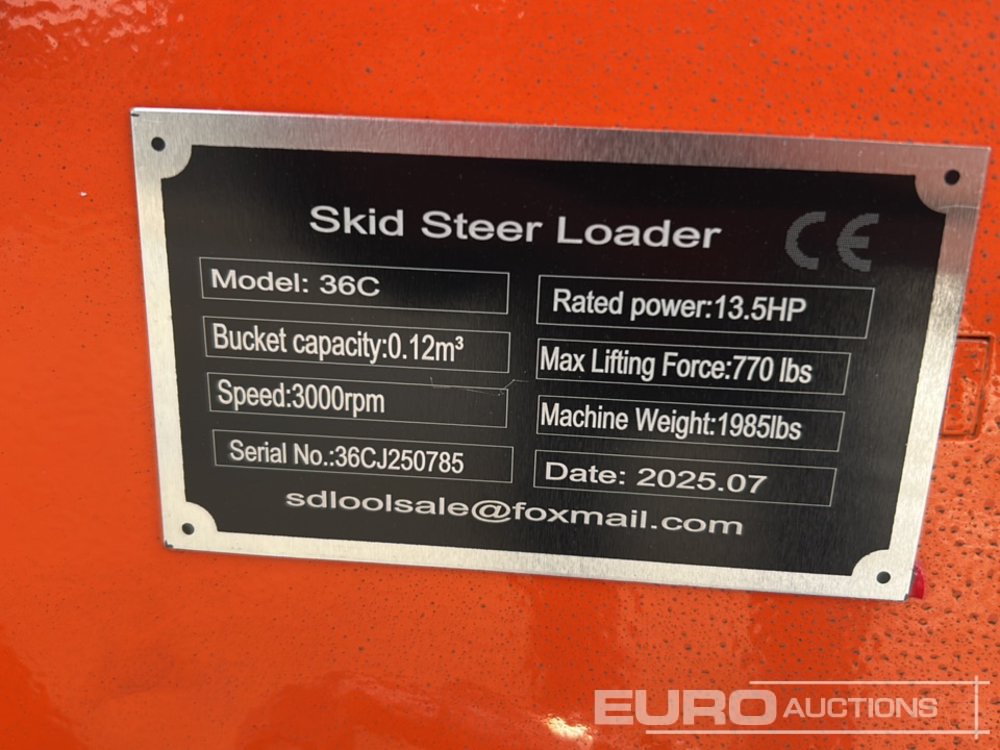 Skid Steer Loader CE
Model: 36C
Rated power:13.5HP
Bucket capacity:0.12m³
Max Lifting Force:770 lbs
Speed:3000rpm
Machine Weight:1985lbs
Serial No.:36CJ250785
Date: 2025.07
sdloolsale@foxmail.com
EURO AUCTIONS